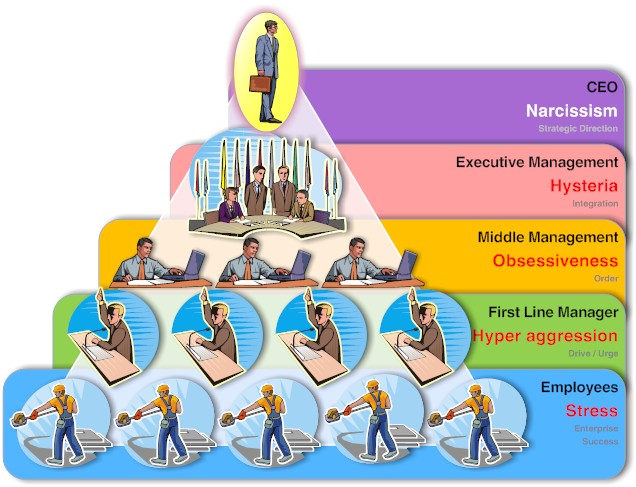 CEO
Narcissism
Strategic Direction
Executive Management
Hysteria
Integration
Middle Management
Obsessiveness
Order
First Line Manager
Hyper aggression
Drive / Urge
Employees
Stress
Enterprise
Success